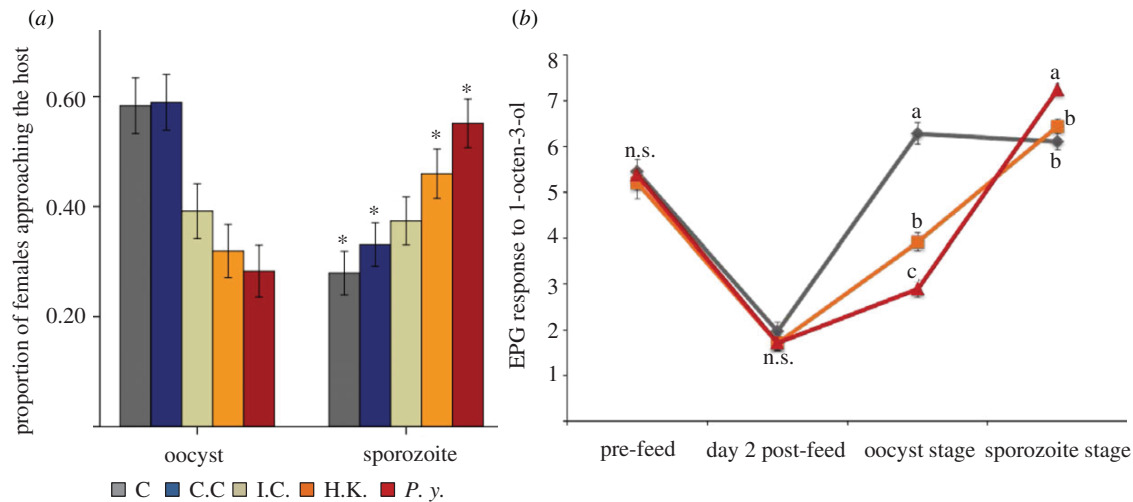 (a)
proportion of females approaching the host
0.60
0.40
0.20
* * * *
oocyst sporozoite
C C.C I.C. H.K. P. y.
(b)
EPG response to 1-octen-3-ol
8
7
6
5
4
3
2
1
n.s.
n.s.
a
b
c
a
b
b
pre-feed day 2 post-feed oocyst stage sporozoite stage